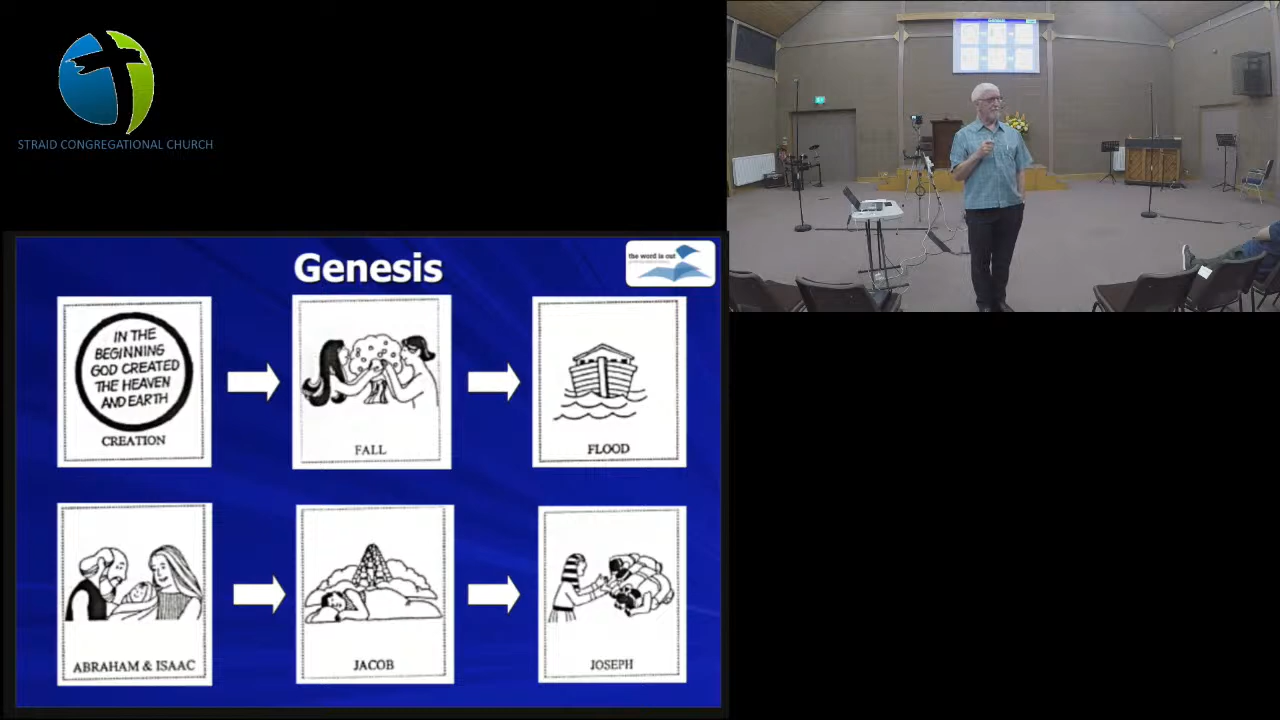 STRAID CONGREGATIONAL CHURCH
Genesis
the word is out
IN THE
BEGINNING
GOD CREATED
THE HEAVEN
AND EARTH
CREATION
FALL
FLOOD
ABRAHAM & ISAAC
JACOB
JOSEPH